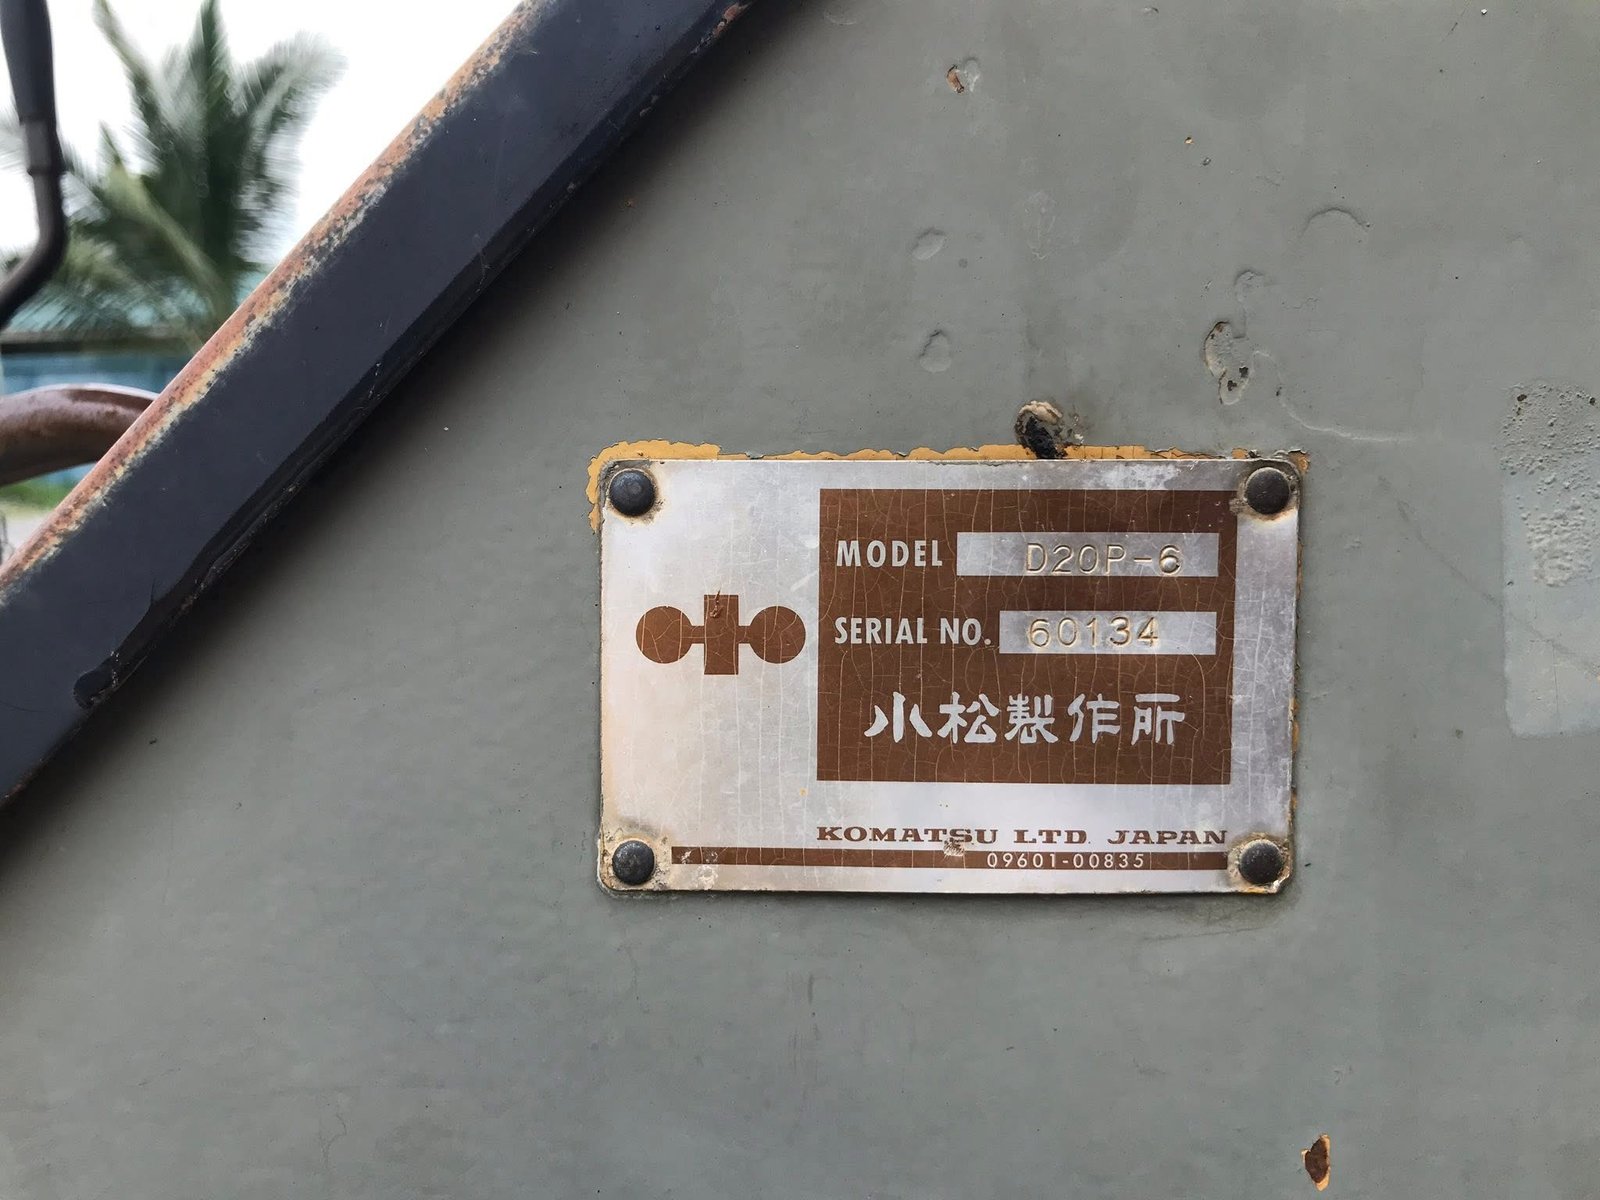 MODEL D20P-6
SERIAL NO. 60134
小松製作所
KOMATSU LTD. JAPAN
09601-00835